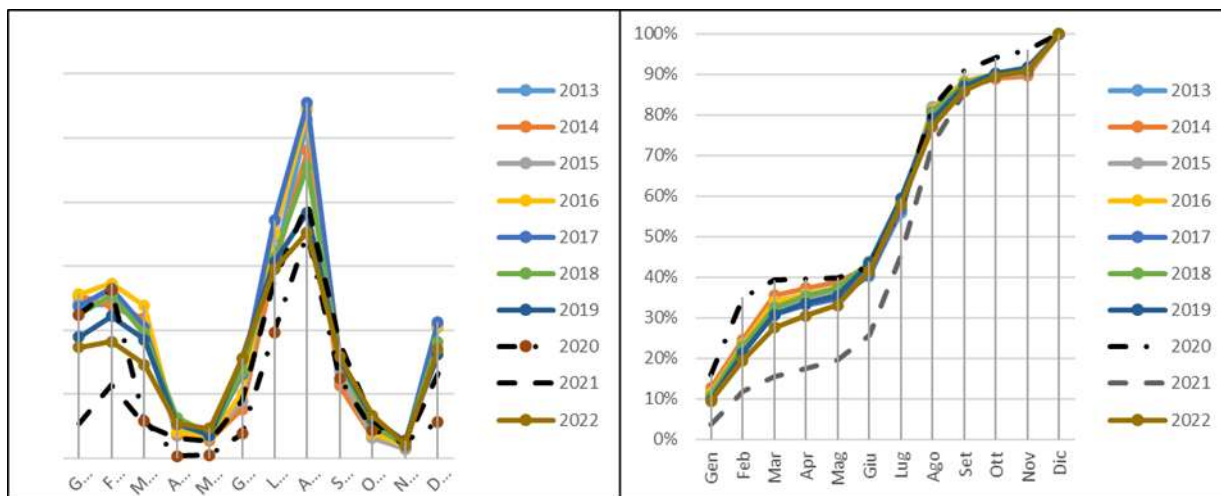 2013
2014
2015
2016
2017
2018
2019
2020
2021
2022
G...
F...
M...
A...
M...
G...
L...
A...
S...
O...
N...
D...
100%
90%
80%
70%
60%
50%
40%
30%
20%
10%
0%
Gen
Feb
Mar
Apr
Mag
Giu
Lug
Ago
Set
Ott
Nov
Dic
2013
2014
2015
2016
2017
2018
2019
2020
2021
2022